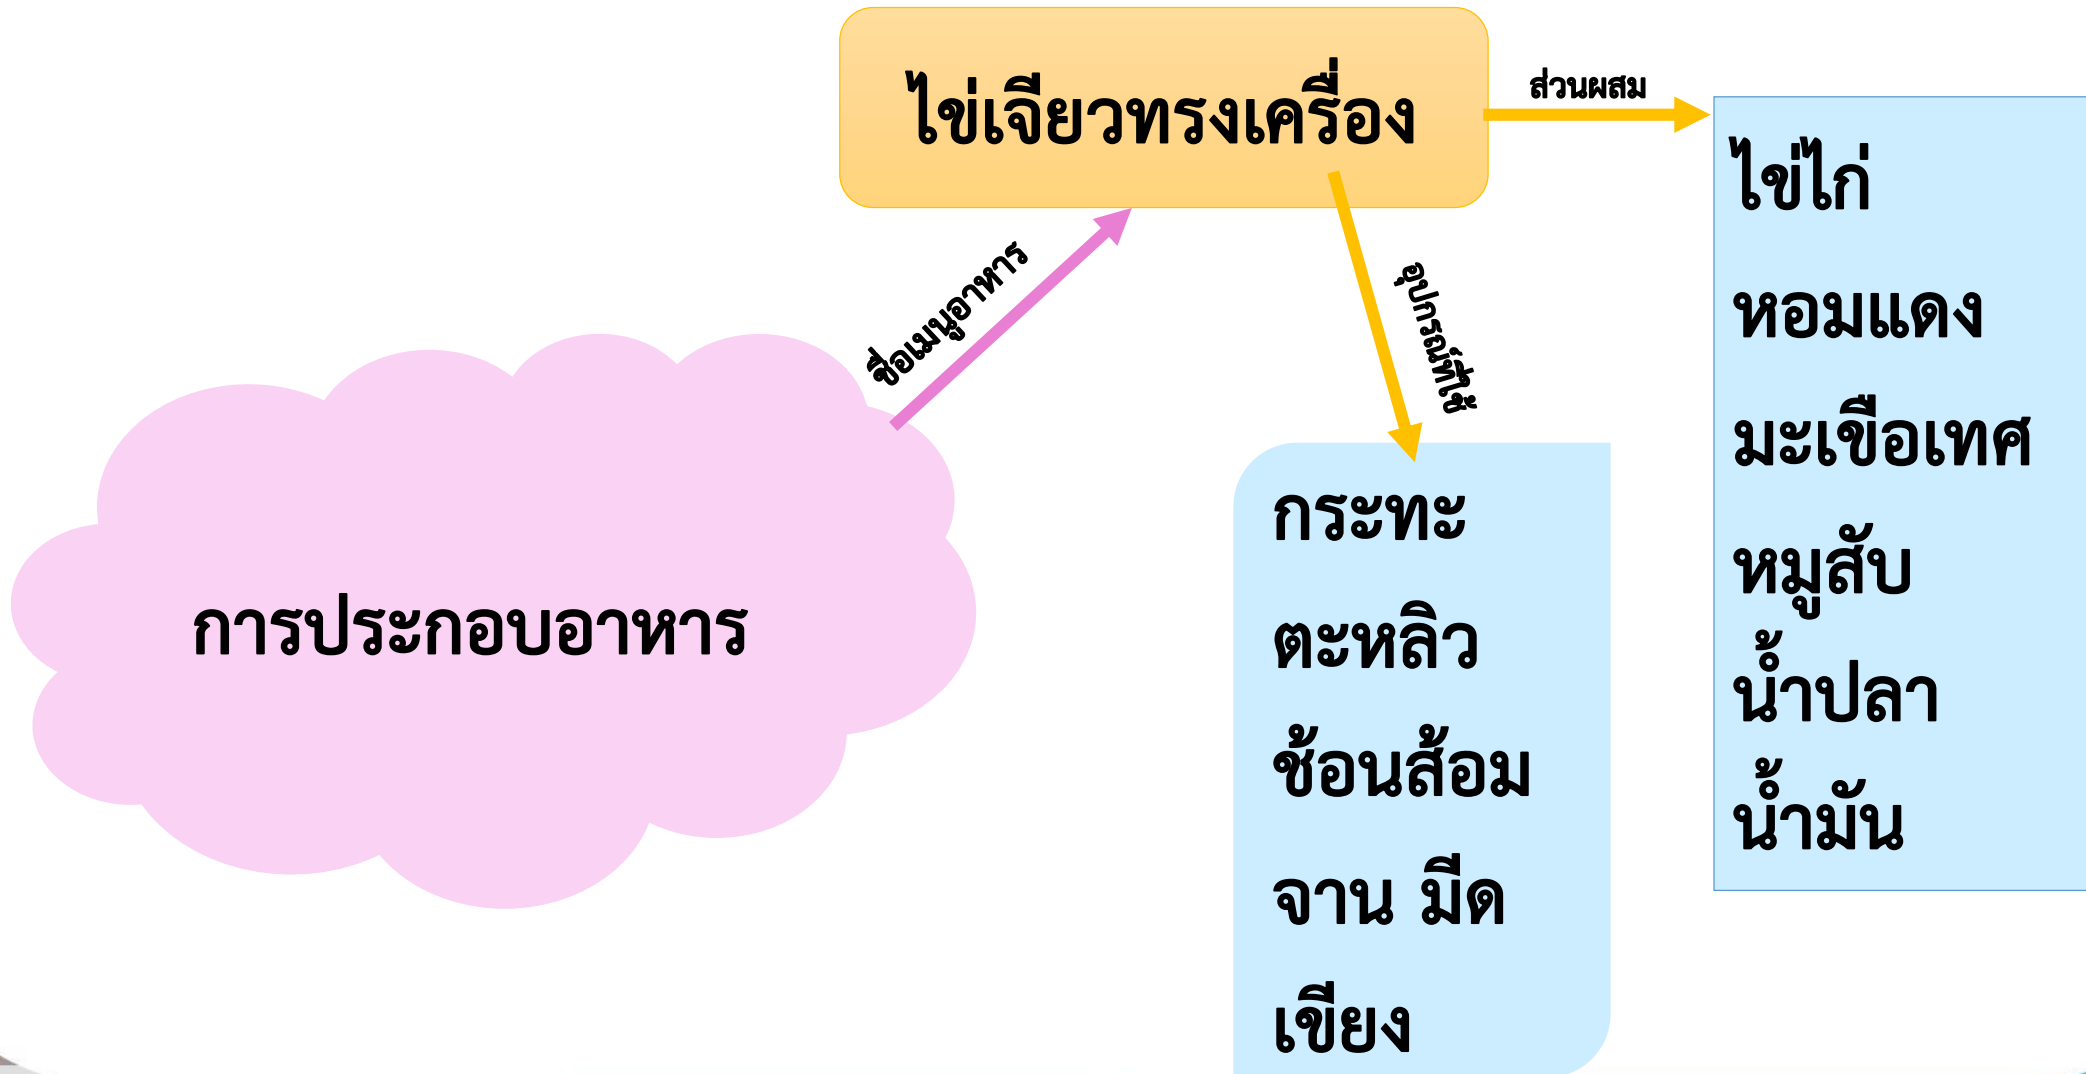 ไข่เจียวทรงเครื่อง
ส่วนผสม
ไข่ไก่
หอมแดง
มะเขือเทศ
หมูสับ
น้ำปลา
น้ำมัน
ชื่อเมนูอาหาร
อุปกรณ์ที่ใช้
การประกอบอาหาร
กระทะ
ตะหลิว
ช้อนส้อม
จาน มีด
เขียง